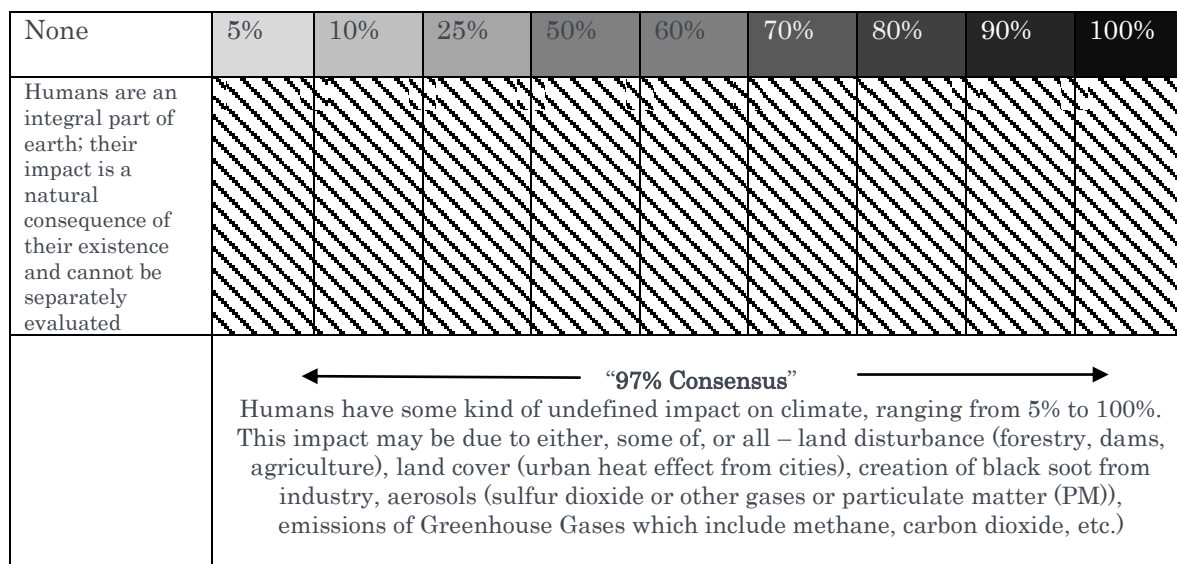 None 5% 10% 25% 50% 60% 70% 80% 90% 100%
Humans are an
integral part of
earth; their
impact is a
natural
consequence of
their existence
and cannot be
separately
evaluated
“97% Consensus”
Humans have some kind of undefined impact on climate, ranging from 5% to 100%.
This impact may be due to either, some of, or all – land disturbance (forestry, dams,
agriculture), land cover (urban heat effect from cities), creation of black soot from
industry, aerosols (sulfur dioxide or other gases or particulate matter (PM)),
emissions of Greenhouse Gases which include methane, carbon dioxide, etc.)